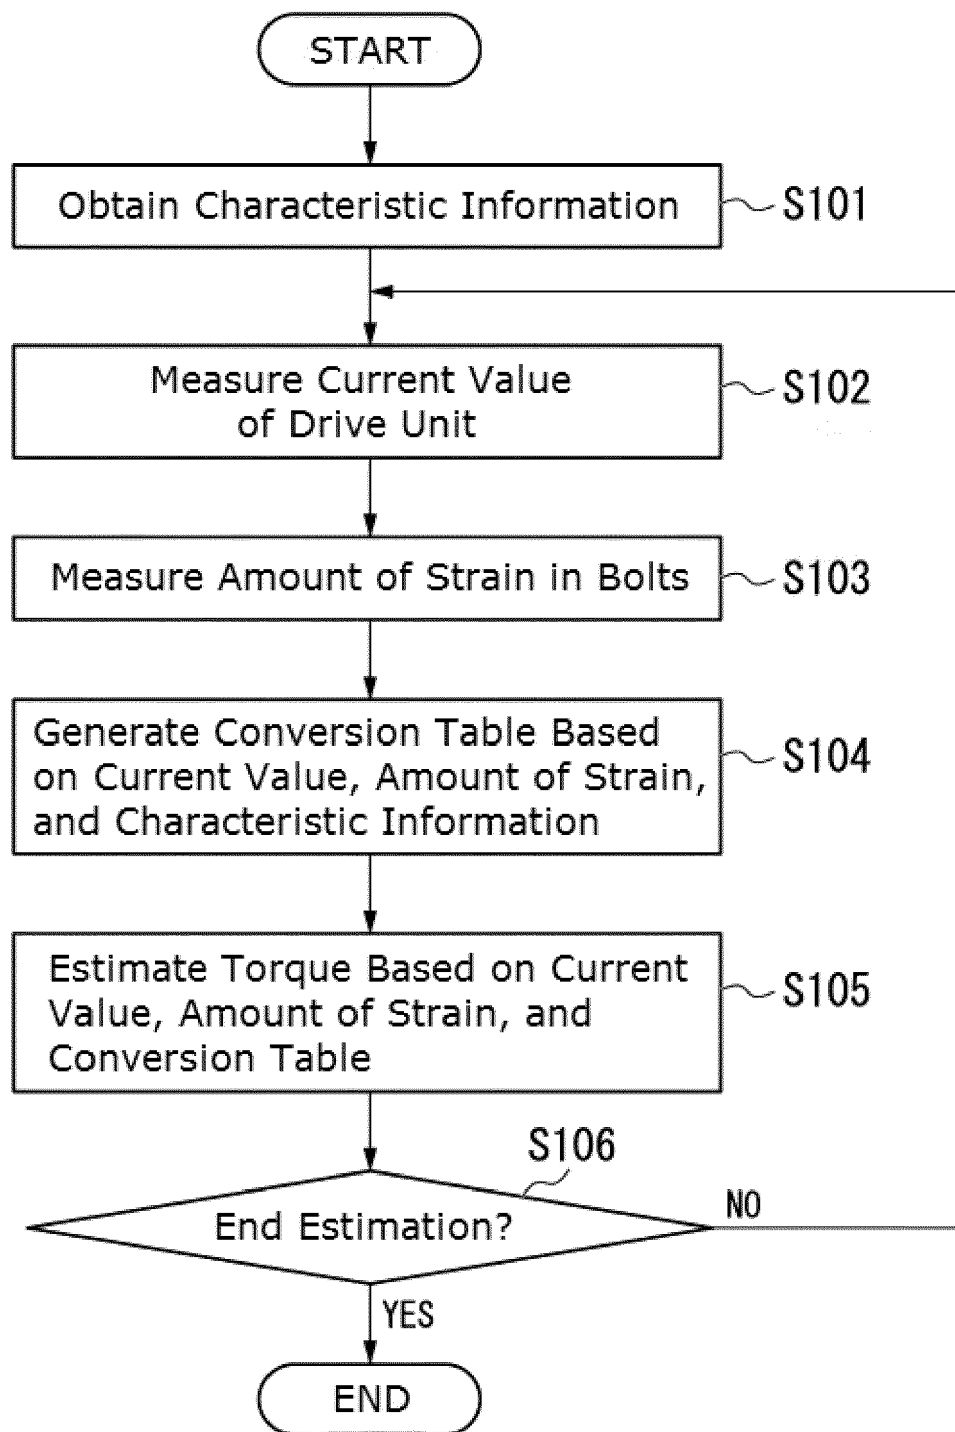 START
Obtain Characteristic Information
S101
Measure Current Value
of Drive Unit
S102
Measure Amount of Strain in Bolts
S103
Generate Conversion Table Based
on Current Value, Amount of Strain,
and Characteristic Information
S104
Estimate Torque Based on Current
Value, Amount of Strain, and
Conversion Table
S105
S106
End Estimation?
NO
YES
END